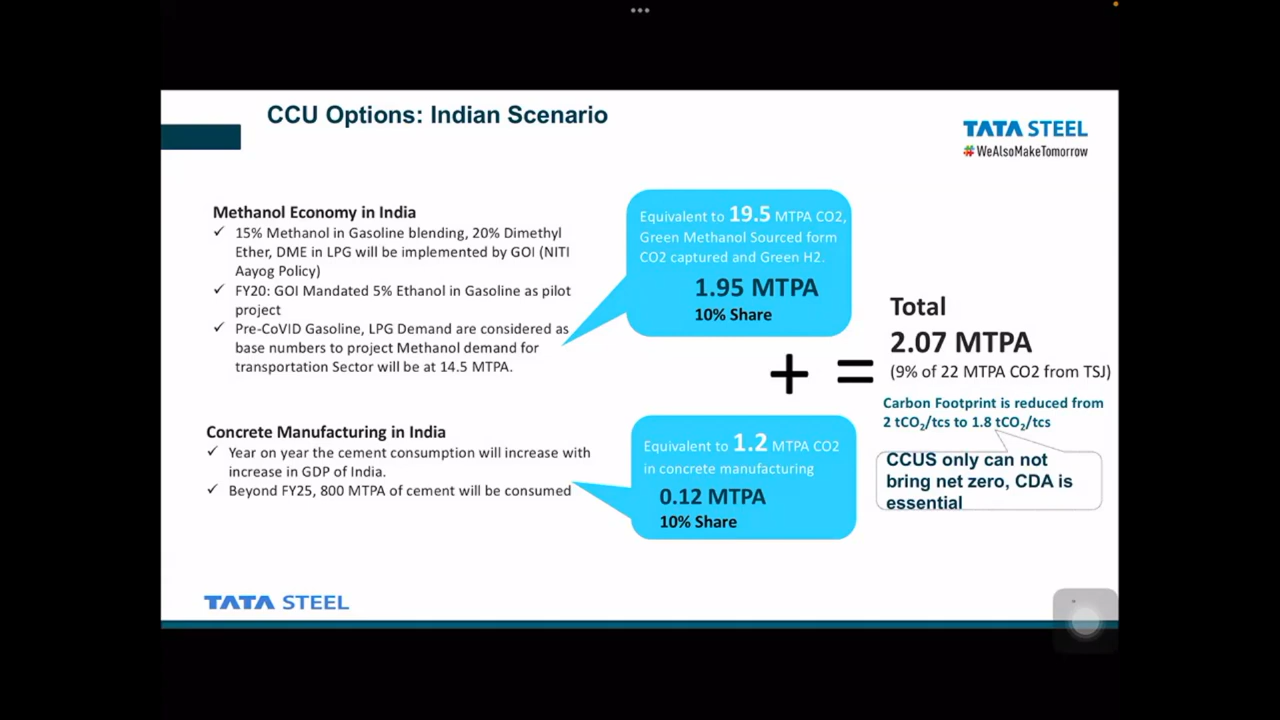 CCU Options: Indian Scenario
TATA STEEL
#WeAlsoMakeTomorrow
Methanol Economy in India
✓ 15% Methanol in Gasoline blending, 20% Dimethyl
Ether, DME in LPG will be implemented by GOI (NITI
Aayog Policy)
✓ FY20: GOI Mandated 5% Ethanol in Gasoline as pilot
project
✓ Pre-CoVID Gasoline, LPG Demand are considered as
base numbers to project Methanol demand for
transportation Sector will be at 14.5 MTPA.
Equivalent to 19.5 MTPA CO2,
Green Methanol Sourced form
CO2 captured and Green H2.
1.95 MTPA
10% Share
Concrete Manufacturing in India
✓ Year on year the cement consumption will increase with
increase in GDP of India.
✓ Beyond FY25, 800 MTPA of cement will be consumed
Equivalent to 1.2 MTPA CO2
in concrete manufacturing
0.12 MTPA
10% Share
+ =
Total
2.07 MTPA
(9% of 22 MTPA CO2 from TSJ)
Carbon Footprint is reduced from
2 tCO₂/tcs to 1.8 tCO₂/tcs
CCUS only can not
bring net zero, CDA is
essential
TATA STEEL